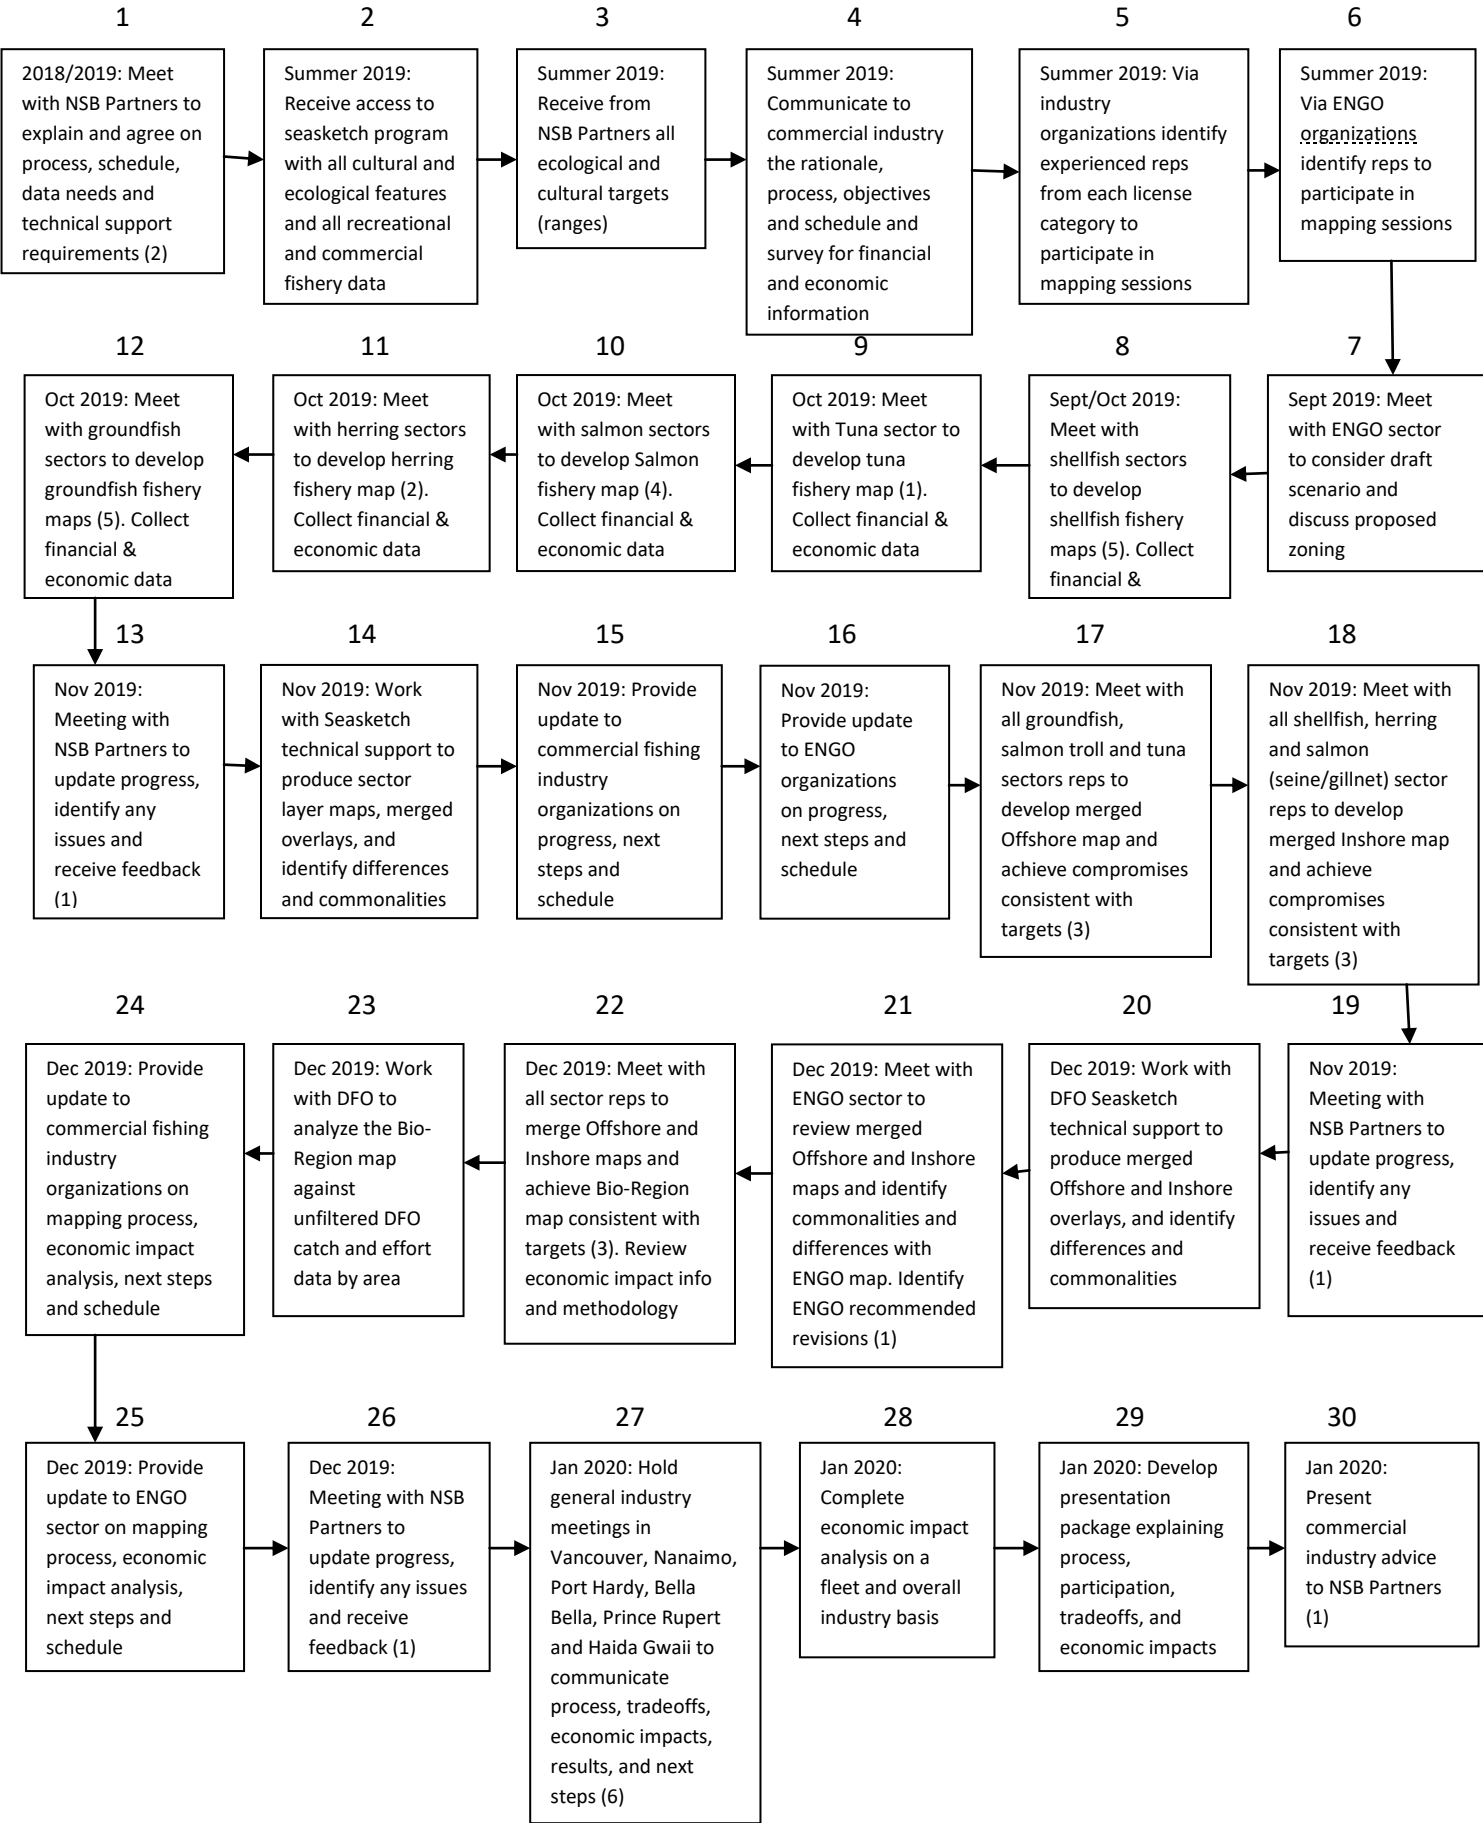 1
2018/2019: Meet
with NSB Partners to
explain and agree on
process, schedule,
data needs and
technical support
requirements (2)
2
Summer 2019:
Receive access to
seasketch program
with all cultural and
ecological features
and all recreational
and commercial
fishery data
3
Summer 2019:
Receive from
NSB Partners all
ecological and
cultural targets
(ranges)
4
Summer 2019:
Communicate to
commercial industry
the rationale,
process, objectives
and schedule and
survey for financial
and economic
information
5
Summer 2019: Via
industry
organizations identify
experienced reps
from each license
category to
participate in
mapping sessions
6
Summer 2019:
Via ENGO
organizations
identify reps to
participate in
mapping sessions
7
Sept 2019: Meet
with ENGO sector
to consider draft
scenario and
discuss proposed
zoning
8
Sept/Oct 2019:
Meet with
shellfish sectors
to develop
shellfish fishery
maps (5). Collect
financial &
9
Oct 2019: Meet
with Tuna sector to
develop tuna
fishery map (1).
Collect financial &
economic data
10
Oct 2019: Meet
with salmon sectors
to develop Salmon
fishery map (4).
Collect financial &
economic data
11
Oct 2019: Meet
with herring sectors
to develop herring
fishery map (2).
Collect financial &
economic data
12
Oct 2019: Meet
with groundfish
sectors to develop
groundfish fishery
maps (5). Collect
financial &
economic data
13
Nov 2019:
Meeting with
NSB Partners to
update progress,
identify any
issues and
receive feedback
(1)
14
Nov 2019: Work
with Seasketch
technical support to
produce sector
layer maps, merged
overlays, and
identify differences
and commonalities
15
Nov 2019: Provide
update to
commercial fishing
industry
organizations on
progress, next
steps and
schedule
16
Nov 2019:
Provide update
to ENGO
organizations
on progress,
next steps and
schedule
17
Nov 2019: Meet with
all groundfish,
salmon troll and tuna
sectors reps to
develop merged
Offshore map and
achieve compromises
consistent with
targets (3)
18
Nov 2019: Meet with
all shellfish, herring
and salmon
(seine/gillnet) sector
reps to develop
merged Inshore map
and achieve
compromises
consistent with
targets (3)
19
Nov 2019:
Meeting with
NSB Partners to
update progress,
identify any
issues and
receive feedback
(1)
20
Dec 2019: Work with
DFO Seasketch
technical support to
produce merged
Offshore and Inshore
overlays, and identify
differences and
commonalities
21
Dec 2019: Meet with
ENGO sector to
review merged
Offshore and Inshore
maps and identify
commonalities and
differences with
ENGO map. Identify
ENGO recommended
revisions (1)
22
Dec 2019: Meet with
all sector reps to
merge Offshore and
Inshore maps and
achieve Bio-Region
map consistent with
targets (3). Review
economic impact info
and methodology
23
Dec 2019: Work
with DFO to
analyze the Bio-
Region map
against
unfiltered DFO
catch and effort
data by area
24
Dec 2019: Provide
update to
commercial fishing
industry
organizations on
mapping process,
economic impact
analysis, next steps
and schedule
25
Dec 2019: Provide
update to ENGO
sector on mapping
process, economic
impact analysis,
next steps and
schedule
26
Dec 2019:
Meeting with NSB
Partners to
update progress,
identify any issues
and receive
feedback (1)
27
Jan 2020: Hold
general industry
meetings in
Vancouver, Nanaimo,
Port Hardy, Bella
Bella, Prince Rupert
and Haida Gwaii to
communicate
process, tradeoffs,
economic impacts,
results, and next
steps (6)
28
Jan 2020:
Complete
economic impact
analysis on a
fleet and overall
industry basis
29
Jan 2020: Develop
presentation
package explaining
process,
participation,
tradeoffs, and
economic impacts
30
Jan 2020:
Present
commercial
industry advice
to NSB Partners
(1)